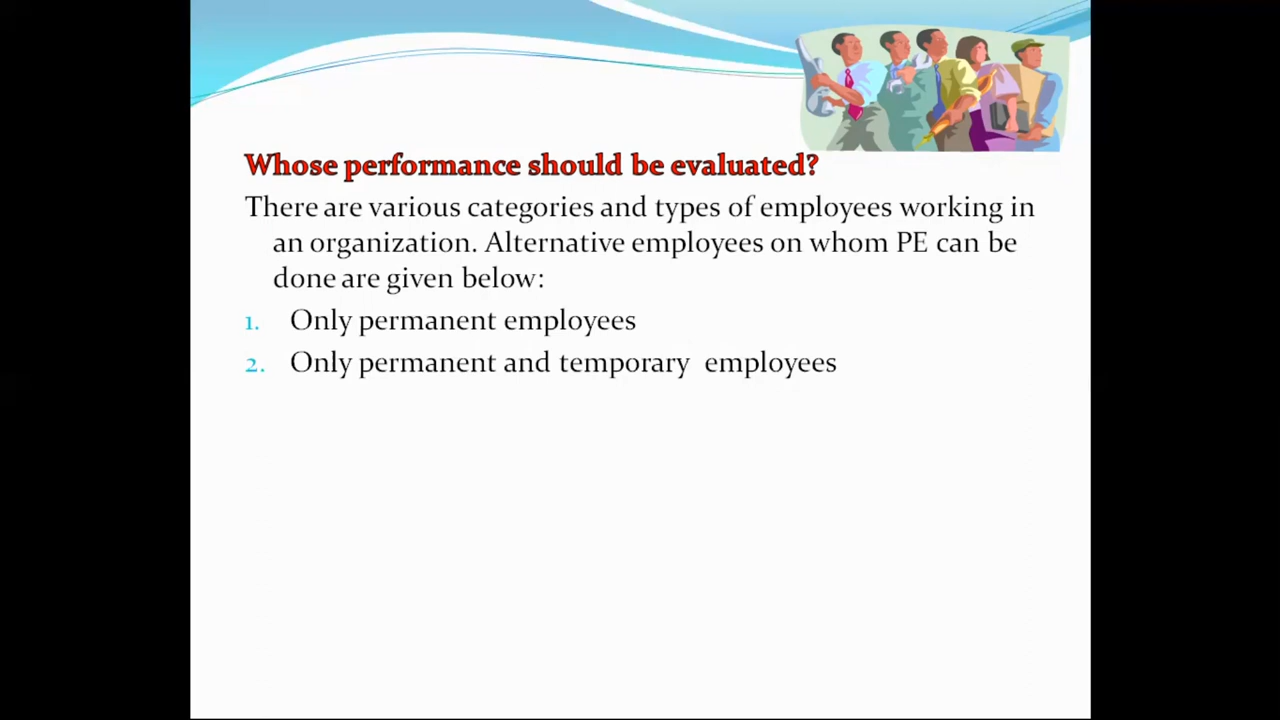 Whose performance should be evaluated?
There are various categories and types of employees working in
an organization. Alternative employees on whom PE can be
done are given below:
1. Only permanent employees
2. Only permanent and temporary employees